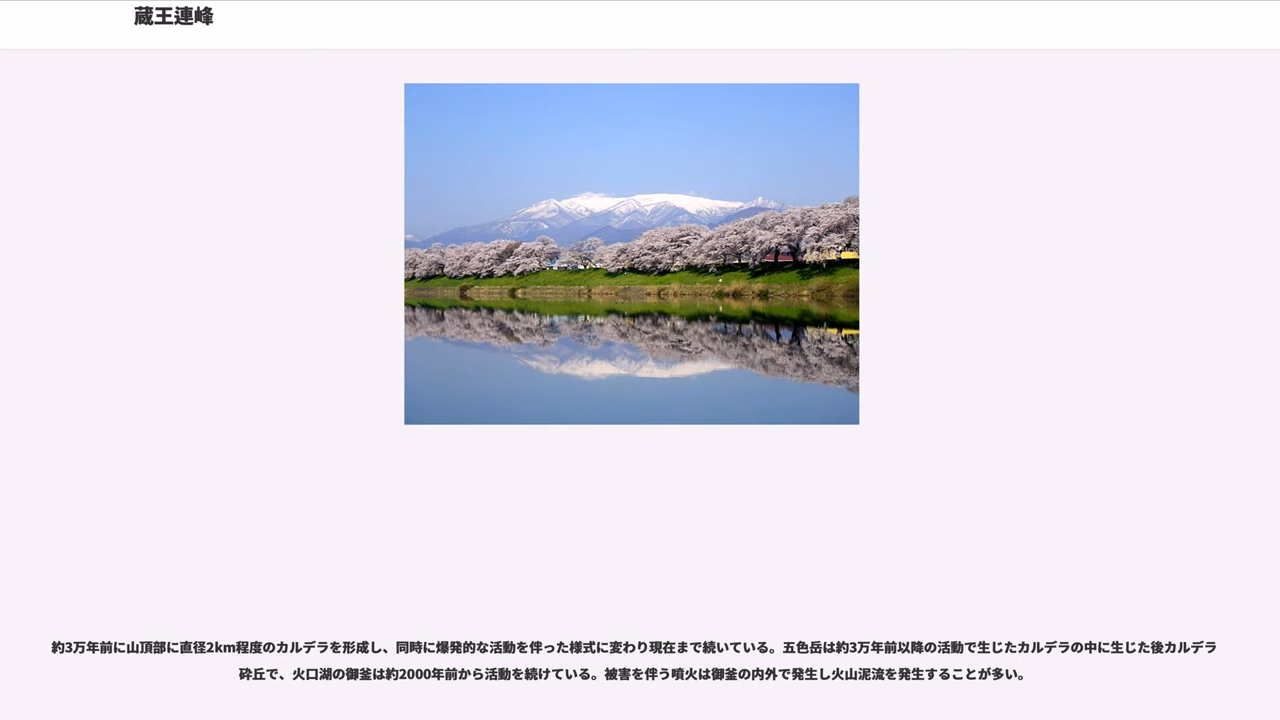 蔵王連峰
約3万年前に山頂部に直径2km程度のカルデラを形成し、同時に爆発的な活動を伴った様式に変わり現在まで続いている。五色岳は約3万年前以降の活動で生じたカルデラの中に生じた後カルデラ
砕丘で、火口湖の御釜は約2000年前から活動を続けている。被害を伴う噴火は御釜の内外で発生し火山泥流を発生することが多い。